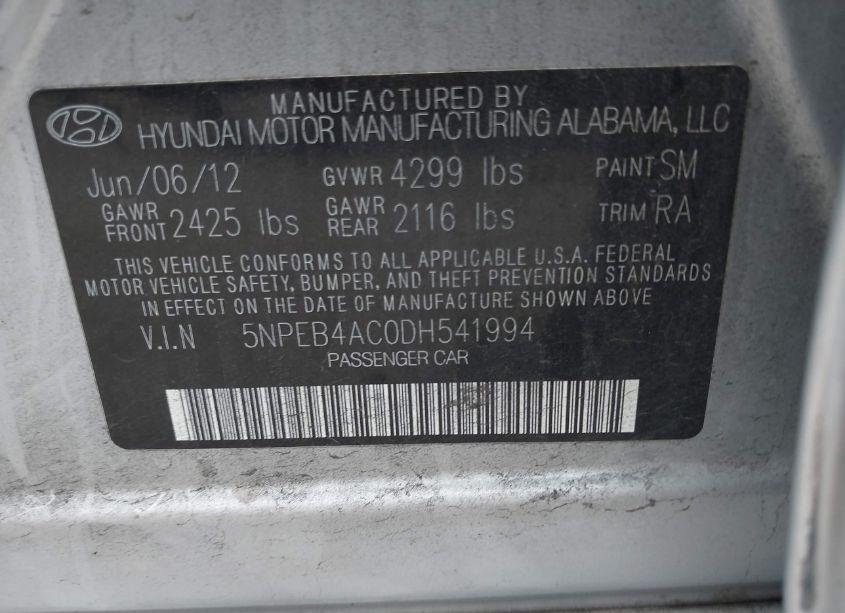 MANUFACTURED BY
HYUNDAI MOTOR MANUFACTURING ALABAMA, LLC
Jun/06/12 GVWR 4299 lbs PAINT SM
GAWR FRONT 2425 lbs GAWR REAR 2116 lbs TRIM RA
THIS VEHICLE CONFORMS TO ALL APPLICABLE U.S.A. FEDERAL
MOTOR VEHICLE SAFETY, BUMPER, AND THEFT PREVENTION STANDARDS
IN EFFECT ON THE DATE OF MANUFACTURE SHOWN ABOVE
V.I.N 5NPEB4AC0DH541994
PASSENGER CAR